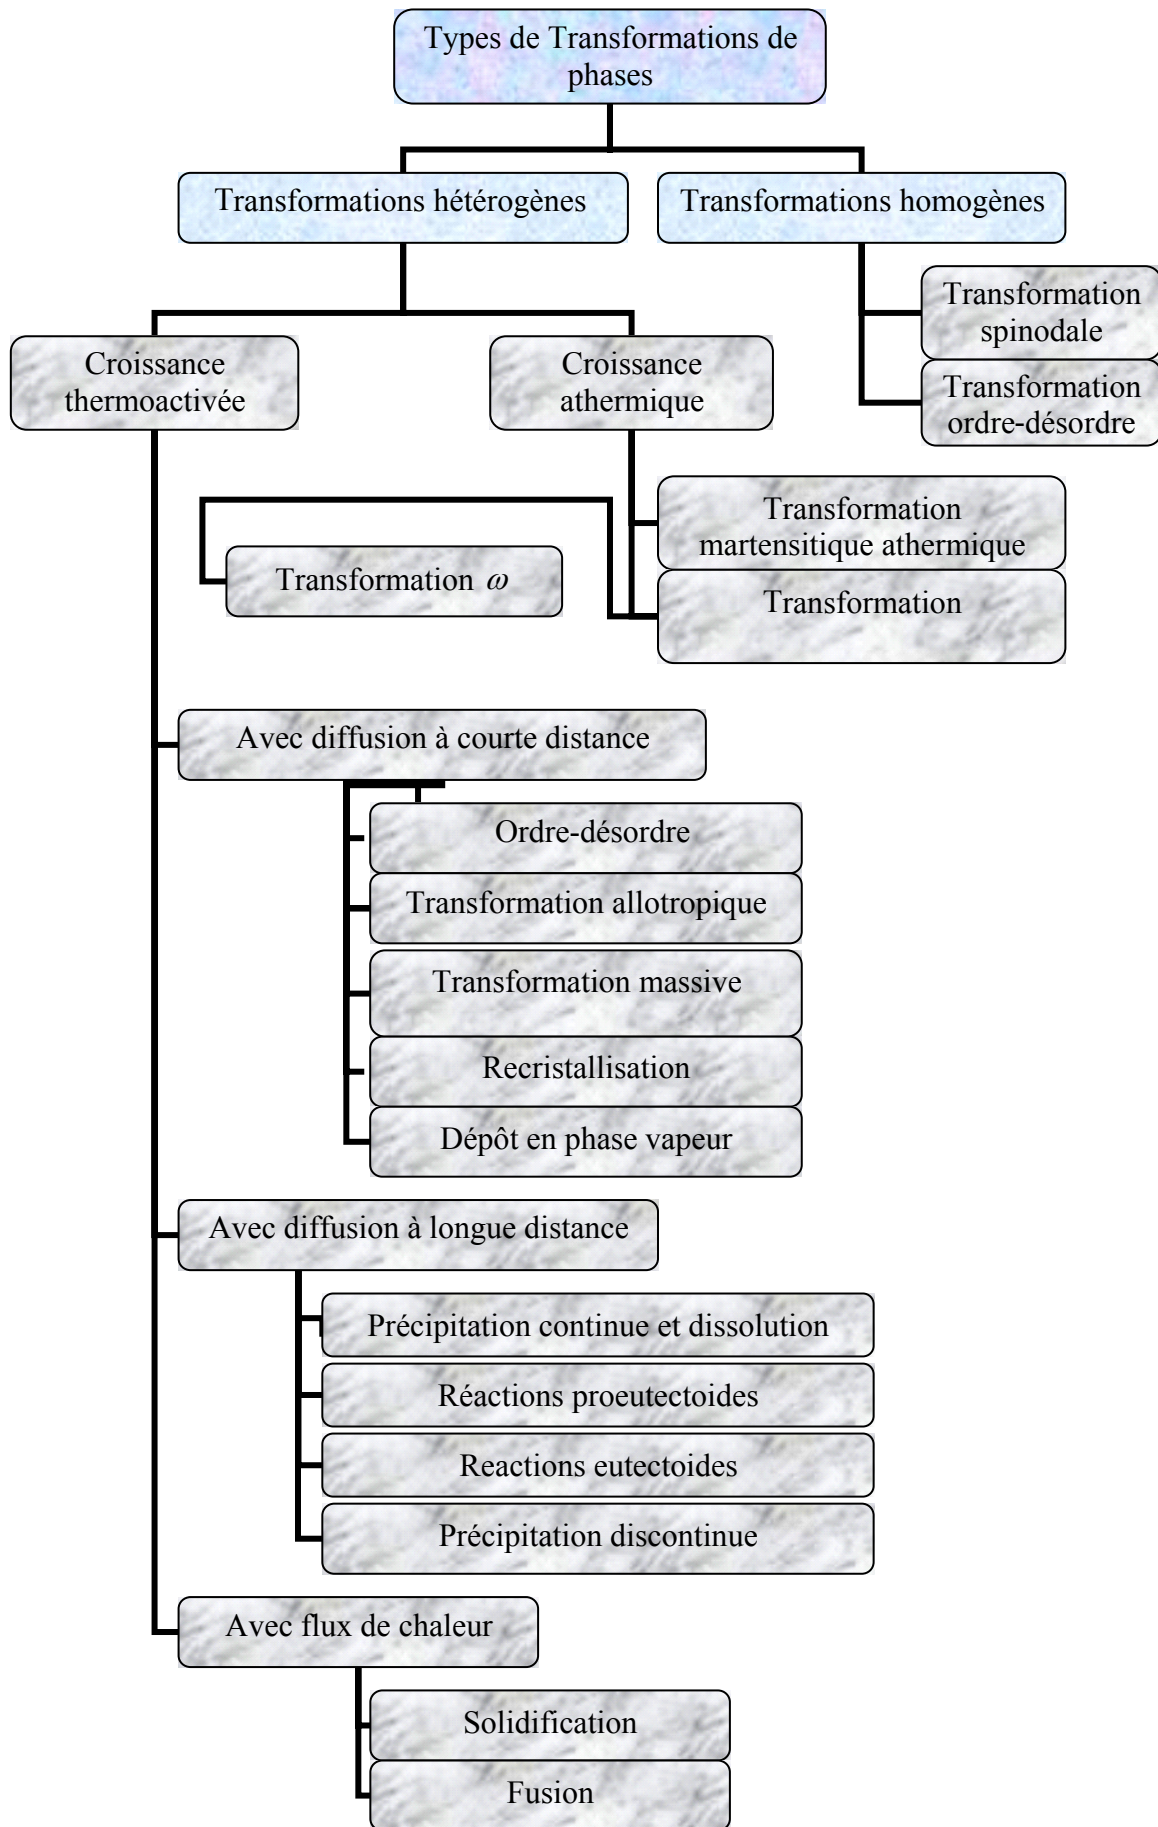 Types de Transformations de
phases
Transformations hétérogènes
Transformations homogènes
Transformation
spinodale
Transformation
ordre-désordre
Croissance
thermoactivée
Croissance
athermique
Transformation
martensitique athermique
Transformation
Transformation ω
Avec diffusion à courte distance
Ordre-désordre
Transformation allotropique
Transformation massive
Recristallisation
Dépôt en phase vapeur
Avec diffusion à longue distance
Précipitation continue et dissolution
Réactions proeutectoides
Reactions eutectoides
Précipitation discontinue
Avec flux de chaleur
Solidification
Fusion